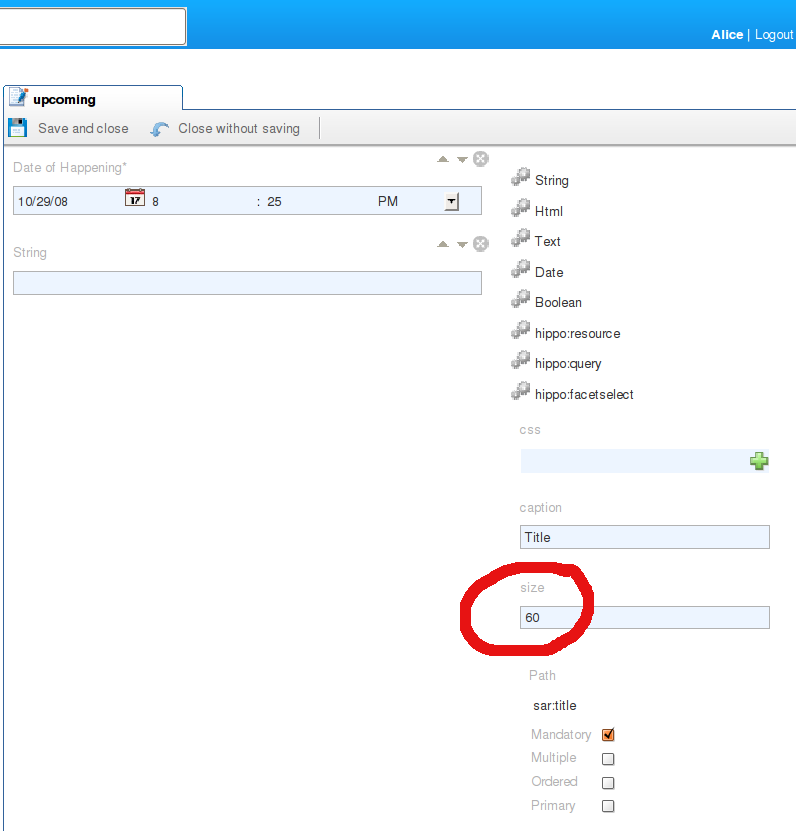 Alice | Logout
upcoming
Save and close Close without saving
Date of Happening*
10/29/08 17 8 : 25 PM
String
String
Html
Text
Date
Boolean
hippo:resource
hippo:query
hippo:facetselect
css
caption
Title
size
60
Path
sar:title
Mandatory
Multiple
Ordered
Primary